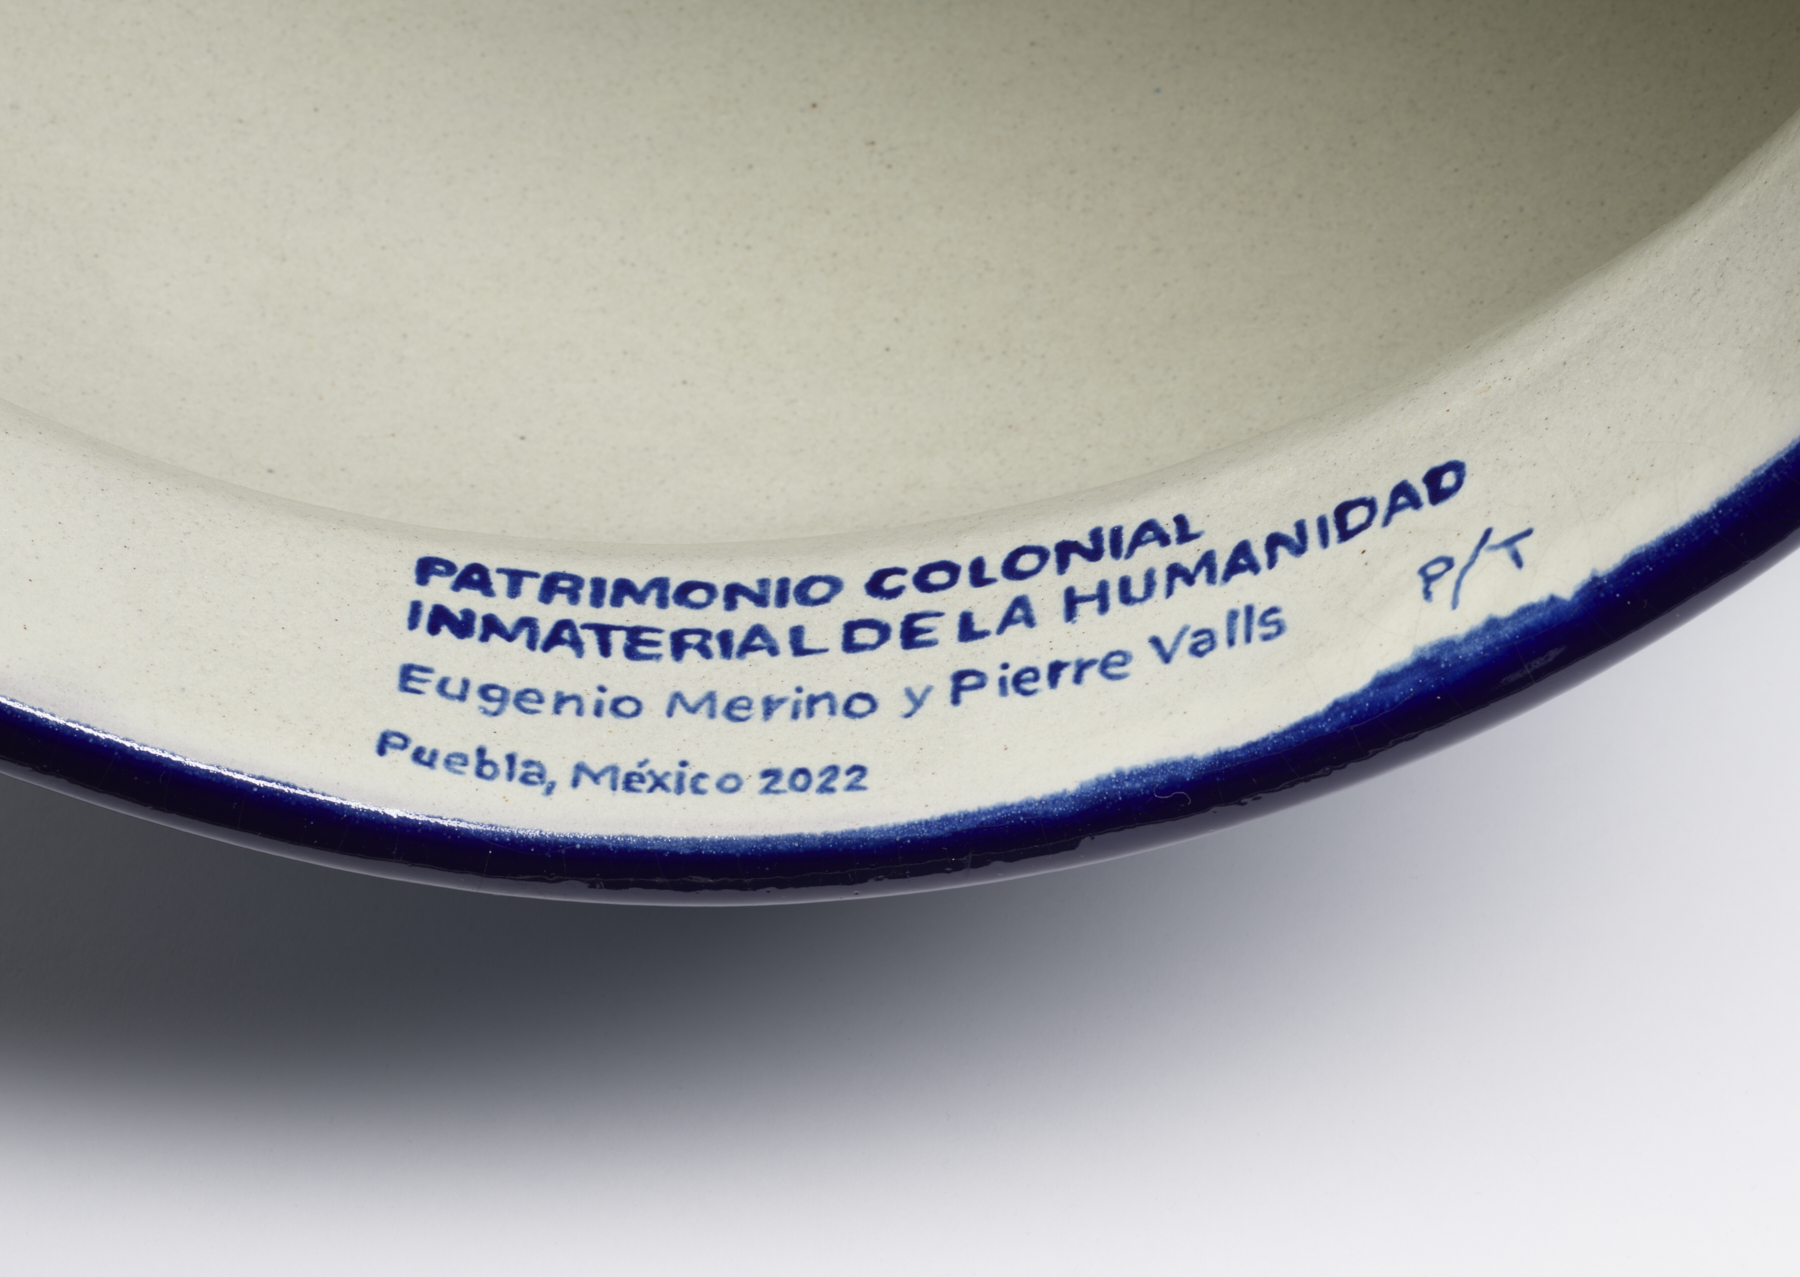 PATRIMONIO COLONIAL
INMATERIAL DE LA HUMANIDAD
Eugenio Merino y Pierre Valls
P/T
Puebla, México 2022